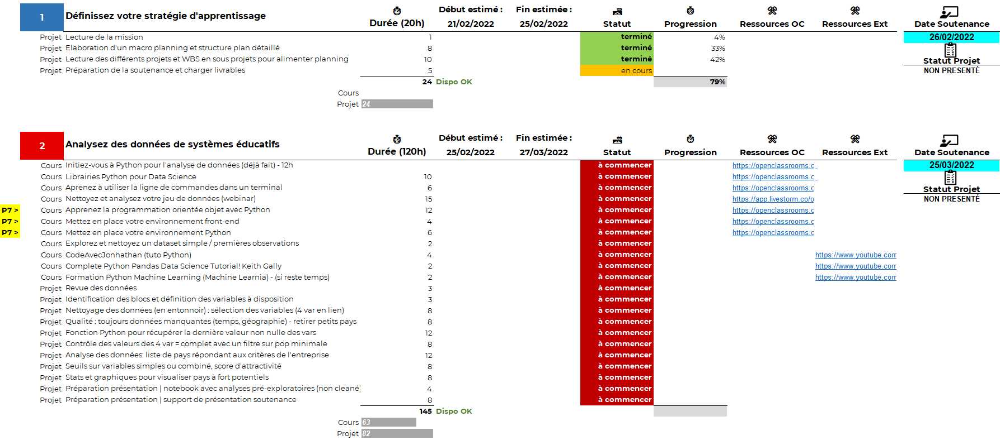 1 Définissez votre stratégie d'apprentissage Durée (20h) Début estimé : 21/02/2022 Fin estimée : 25/02/2022 Statut Progression Ressources OC Ressources Ext Date Soutenance
Projet Lecture de la mission 1 terminé 4% 26/02/2022
Projet Elaboration d'un macro planning et structure plan détaillé 8 terminé 33%
Projet Lecture des différents projets et WBS en sous projets pour alimenter planning 10 terminé 42% Statut Projet
Projet Préparation de la soutenance et charger livrables 5 en cours NON PRESENTÉ
24 Dispo OK 79%
Cours
Projet 24
2 Analysez des données de systèmes éducatifs Durée (120h) Début estimé : 25/02/2022 Fin estimée : 27/03/2022 Statut Progression Ressources OC Ressources Ext Date Soutenance
Cours Initiez-vous à Python pour l'analyse de données (déjà fait) - 12h à commencer https://openclassrooms.c 25/03/2022
Cours Librairies Python pour Data Science 10 à commencer https://openclassrooms.c
Cours Aprenez à utiliser la ligne de commandes dans un terminal 6 à commencer https://openclassrooms.c Statut Projet
Cours Nettoyez et analysez votre jeu de données (webinar) 15 à commencer https://app.livestorm.co/o NON PRESENTÉ
P7 > Cours Apprenez la programmation orientée objet avec Python 12 à commencer https://openclassrooms.c
P7 > Cours Mettez en place votre environnement front-end 4 à commencer https://openclassrooms.c
P7 > Cours Mettez en place votre environnement Python 6 à commencer https://openclassrooms.c
Cours Explorez et nettoyez un dataset simple / premières observations 2 à commencer
Cours CodeAvecJonhathan (tuto Python) 4 à commencer https://www.youtube.com
Cours Complete Python Pandas Data Science Tutorial! Keith Gally 2 à commencer https://www.youtube.com
Cours Formation Python Machine Learning (Machine Learnia) - (si reste temps) 2 à commencer https://www.youtube.com
Projet Revue des données 3 à commencer
Projet Identification des blocs et définition des variables à disposition 3 à commencer
Projet Nettoyage des données (en entonnoir) : sélection des variables (4 var en lien) 8 à commencer
Projet Qualité : toujours données manquantes (temps, géographie) - retirer petits pays 8 à commencer
Projet Fonction Python pour récupérer la dernière valeur non nulle des vars 12 à commencer
Projet Contrôle des valeurs des 4 var = complet avec un filtre sur pop minimale 8 à commencer
Projet Analyse des données: liste de pays répondant aux critères de l'entreprise 12 à commencer
Projet Seuils sur variables simples ou combiné, score d'attractivité 8 à commencer
Projet Stats et graphiques pour visualiser pays à fort potentiels 8 à commencer
Projet Préparation présentation | notebook avec analyses pré-exploratoires (non cleané) 4 à commencer
Projet Préparation présentation | support de présentation soutenance 8 à commencer
145 Dispo OK
Cours 63
Projet 82